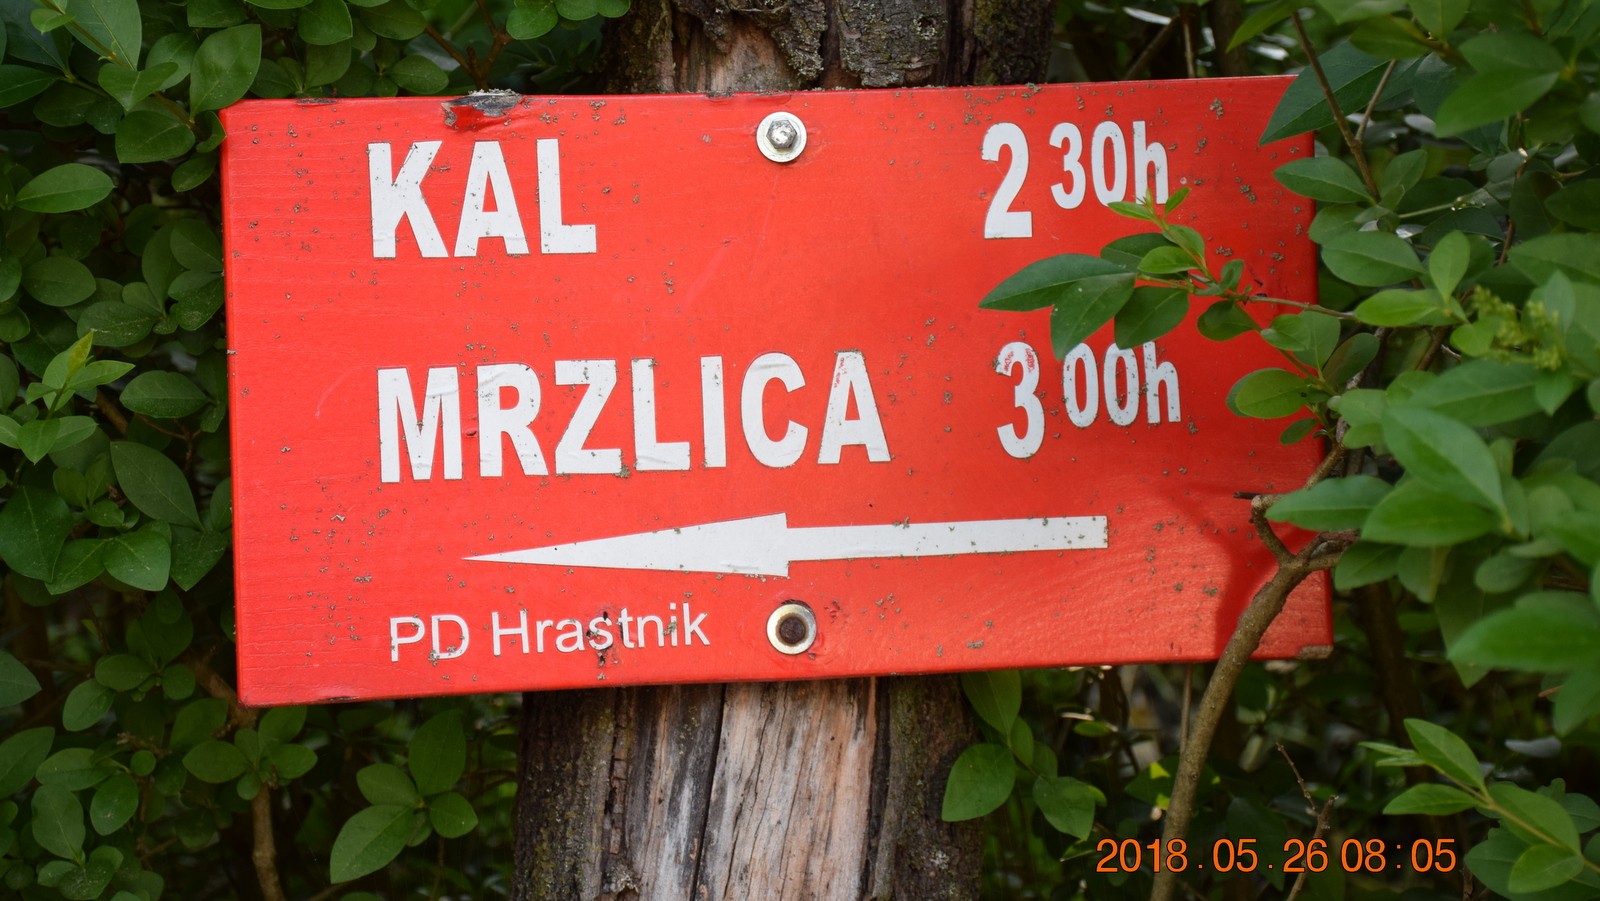 KAL 2 30h
MRZLICA 3 00h
PD Hrastnik
2018.05.26 08:05